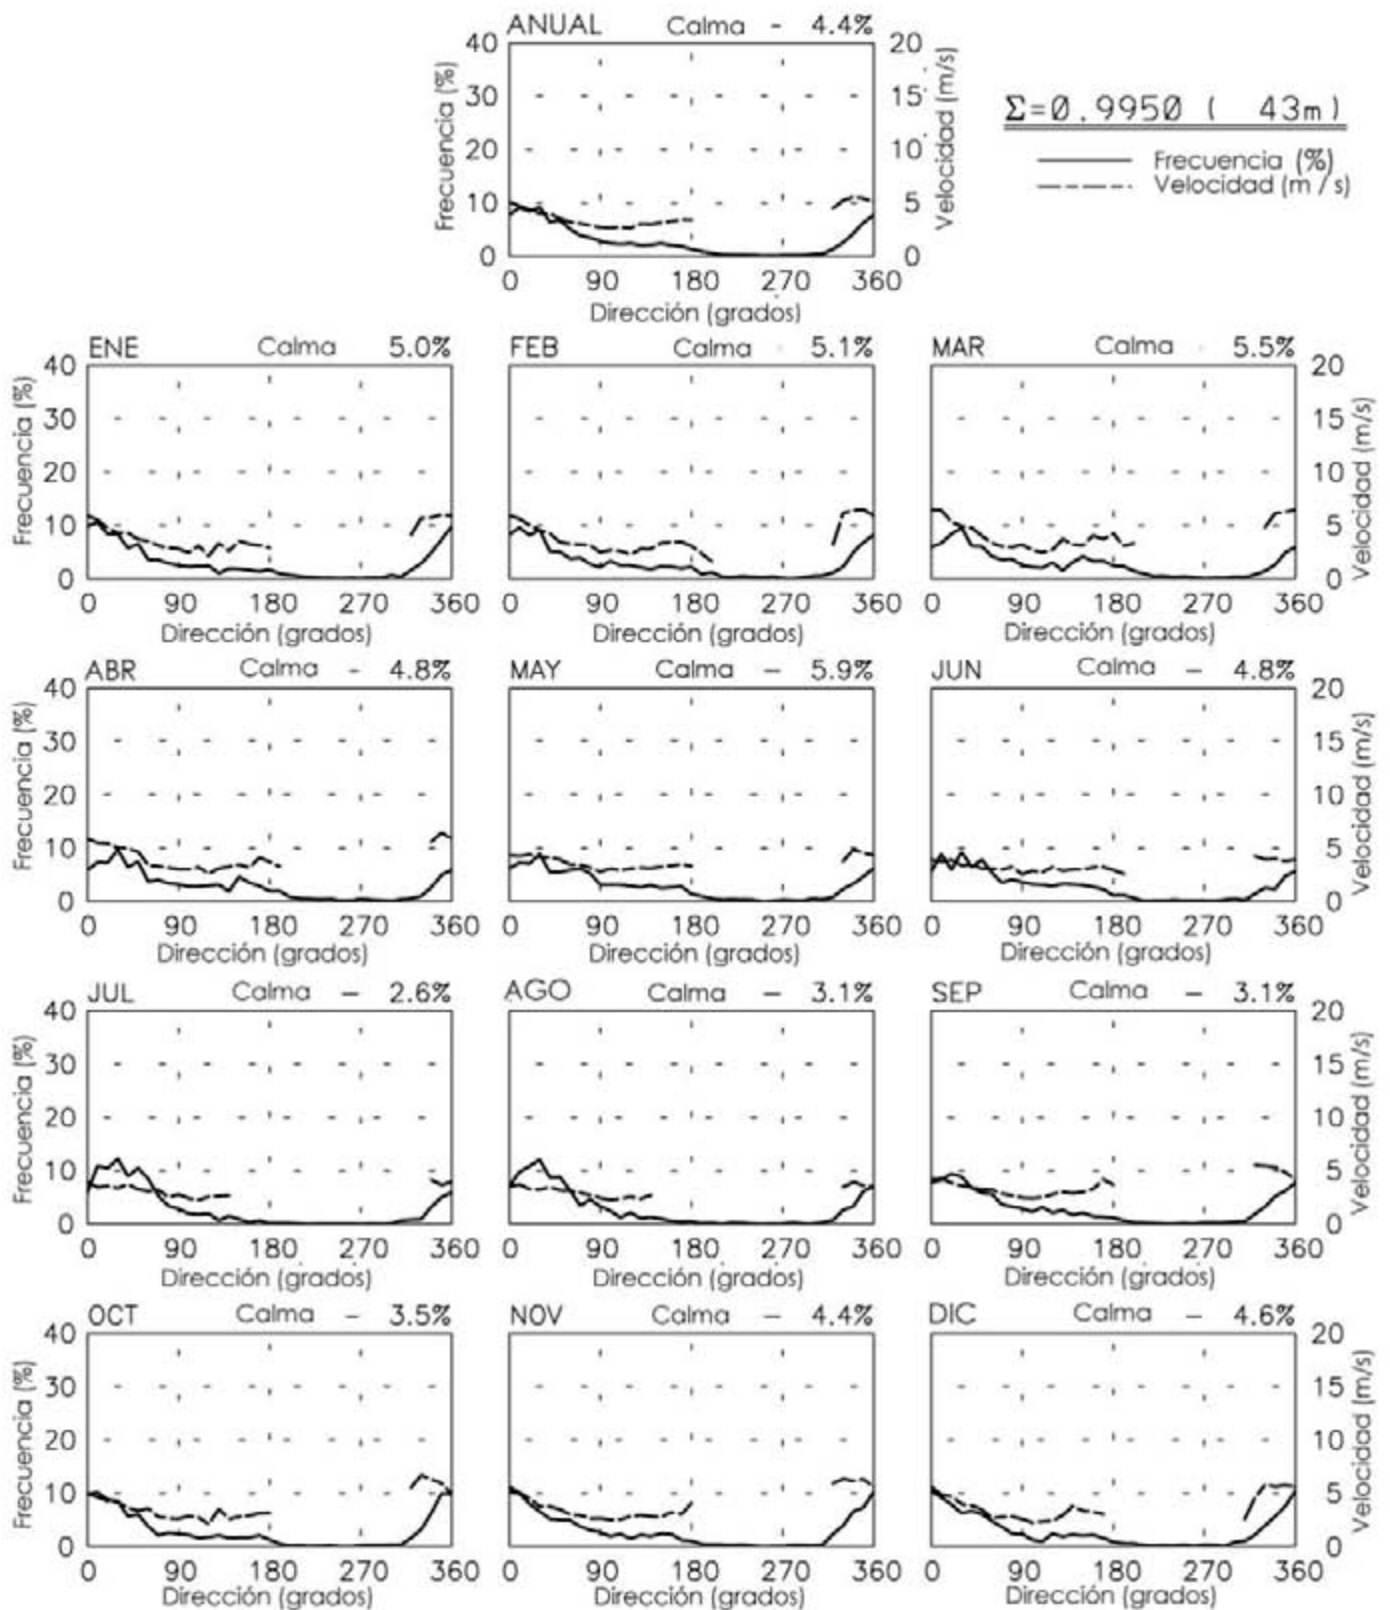 ANUAL Calma - 4.4%
40 20
30 15
20 10
10 5
0 0
0 90 180 270 360
Frecuencia (%)
Velocidad (m/s)
Dirección (grados)
Σ=0.9950 ( 43m)
Frecuencia (%)
Velocidad (m/s)
ENE Calma 5.0% FEB Calma 5.1% MAR Calma 5.5%
40 20
30 15
20 10
10 5
0 0
0 90 180 270 360 0 90 180 270 360 0 90 180 270 360
Frecuencia (%)
Velocidad (m/s)
Dirección (grados) Dirección (grados) Dirección (grados)
ABR Calma - 4.8% MAY Calma - 5.9% JUN Calma - 4.8%
40 20
30 15
20 10
10 5
0 0
0 90 180 270 360 0 90 180 270 360 0 90 180 270 360
Frecuencia (%)
Velocidad (m/s)
Dirección (grados) Dirección (grados) Dirección (grados)
JUL Calma - 2.6% AGO Calma - 3.1% SEP Calma - 3.1%
40 20
30 15
20 10
10 5
0 0
0 90 180 270 360 0 90 180 270 360 0 90 180 270 360
Frecuencia (%)
Velocidad (m/s)
Dirección (grados) Dirección (grados) Dirección (grados)
OCT Calma - 3.5% NOV Calma - 4.4% DIC Calma - 4.6%
40 20
30 15
20 10
10 5
0 0
0 90 180 270 360 0 90 180 270 360 0 90 180 270 360
Frecuencia (%)
Velocidad (m/s)
Dirección (grados) Dirección (grados) Dirección (grados)